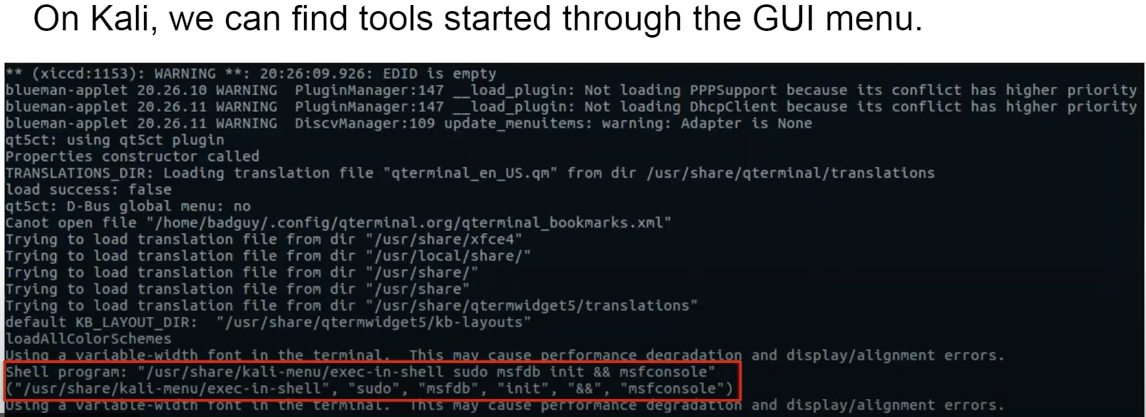 On Kali, we can find tools started through the GUI menu.
** (xiccd:1153): WARNING **: 20:26:09.926: EDID is empty
blueman-applet 20.26.10 WARNING  PluginManager:147 __load_plugin: Not loading PPPSupport because its conflict has higher priority
blueman-applet 20.26.11 WARNING  PluginManager:147 __load_plugin: Not loading DhcpClient because its conflict has higher priority
blueman-applet 20.26.11 WARNING  DiscvManager:109 update_menuitems: warning: Adapter is None
qt5ct: using qt5ct plugin
Properties constructor called
TRANSLATIONS_DIR: Loading translation file "qterminal_en_US.qm" from dir /usr/share/qterminal/translations
load success: false
qt5ct: D-Bus global menu: no
Canot open file "/home/badguy/.config/qterminal.org/qterminal_bookmarks.xml"
Trying to load translation file from dir "/usr/share/xfce4"
Trying to load translation file from dir "/usr/local/share/"
Trying to load translation file from dir "/usr/share/"
Trying to load translation file from dir "/usr/share"
Trying to load translation file from dir "/usr/share/qtermwidget5/translations"
default KB_LAYOUT_DIR:  "/usr/share/qtermwidget5/kb-layouts"
loadAllColorSchemes
Using a variable-width font in the terminal.  This may cause performance degradation and display/alignment errors.
Shell program: "/usr/share/kali-menu/exec-in-shell sudo msfdb init && msfconsole"
("/usr/share/kali-menu/exec-in-shell", "sudo", "msfdb", "init", "&&", "msfconsole")
Using a variable-width font in the terminal.  This may cause performance degradation and display/alignment errors.